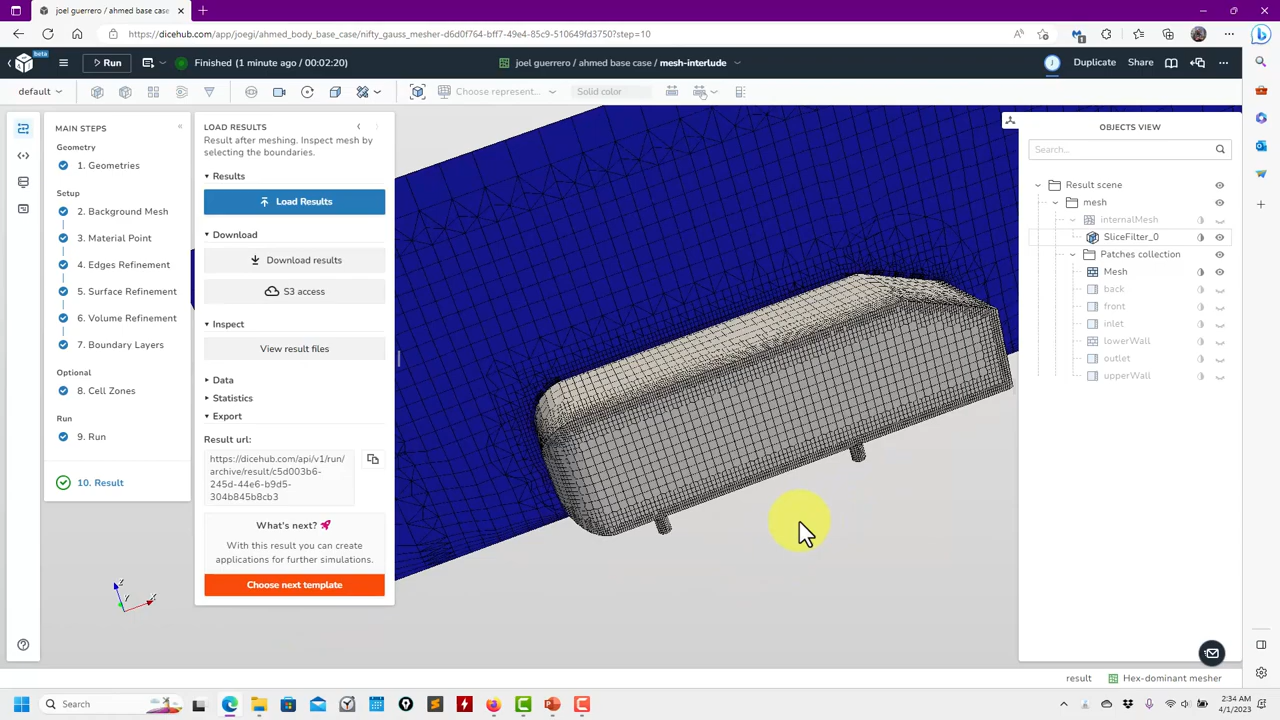 joel guerrero / ahmed base case
https://dicehub.com/app/joegi/ahmed_body_base_case/nifty_gauss_mesher-d6d0f764-bff7-49e4-85c9-510649fd3750?step=10
beta
Run
Finished (1 minute ago / 00:02:20)
joel guerrero / ahmed base case / mesh-interlude
J
Duplicate
Share
default
Choose represent...
Solid color
MAIN STEPS
Geometry
1. Geometries
Setup
2. Background Mesh
3. Material Point
4. Edges Refinement
5. Surface Refinement
6. Volume Refinement
7. Boundary Layers
Optional
8. Cell Zones
Run
9. Run
10. Result
LOAD RESULTS
Result after meshing. Inspect mesh by
selecting the boundaries.
Results
Load Results
Download
Download results
S3 access
Inspect
View result files
Data
Statistics
Export
Result url:
https://dicehub.com/api/v1/run/
archive/result/c5d003b6-
245d-44e6-b9d5-
304b845b8cb3
What's next? 🚀
With this result you can create
applications for further simulations.
Choose next template
Z
Y
X
OBJECTS VIEW
Search...
Result scene
mesh
internalMesh
SliceFilter_0
Patches collection
Mesh
back
front
inlet
lowerWall
outlet
upperWall
result
Hex-dominant mesher
Search
2:34 AM
4/1/2023